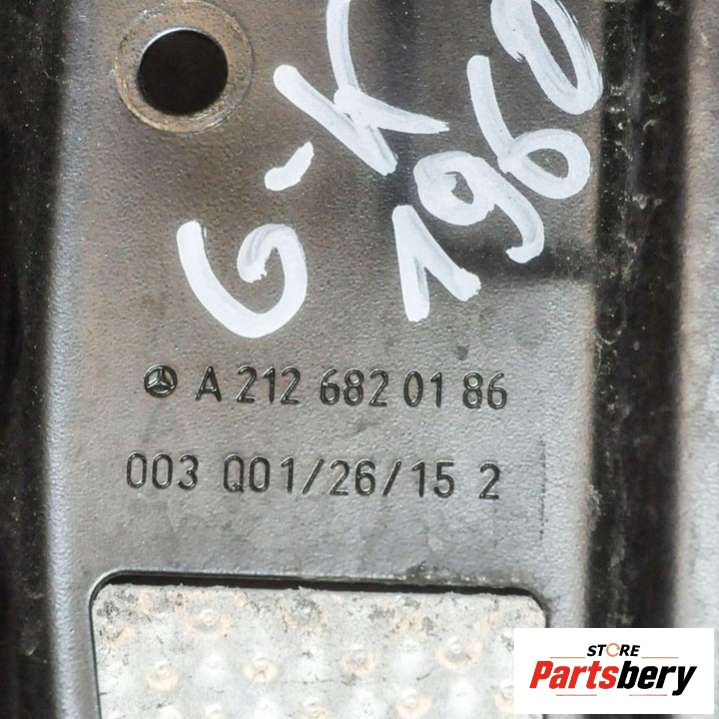 G-K
1960
A 212 682 01 86
003 Q01/26/15 2
STORE
Partsbery